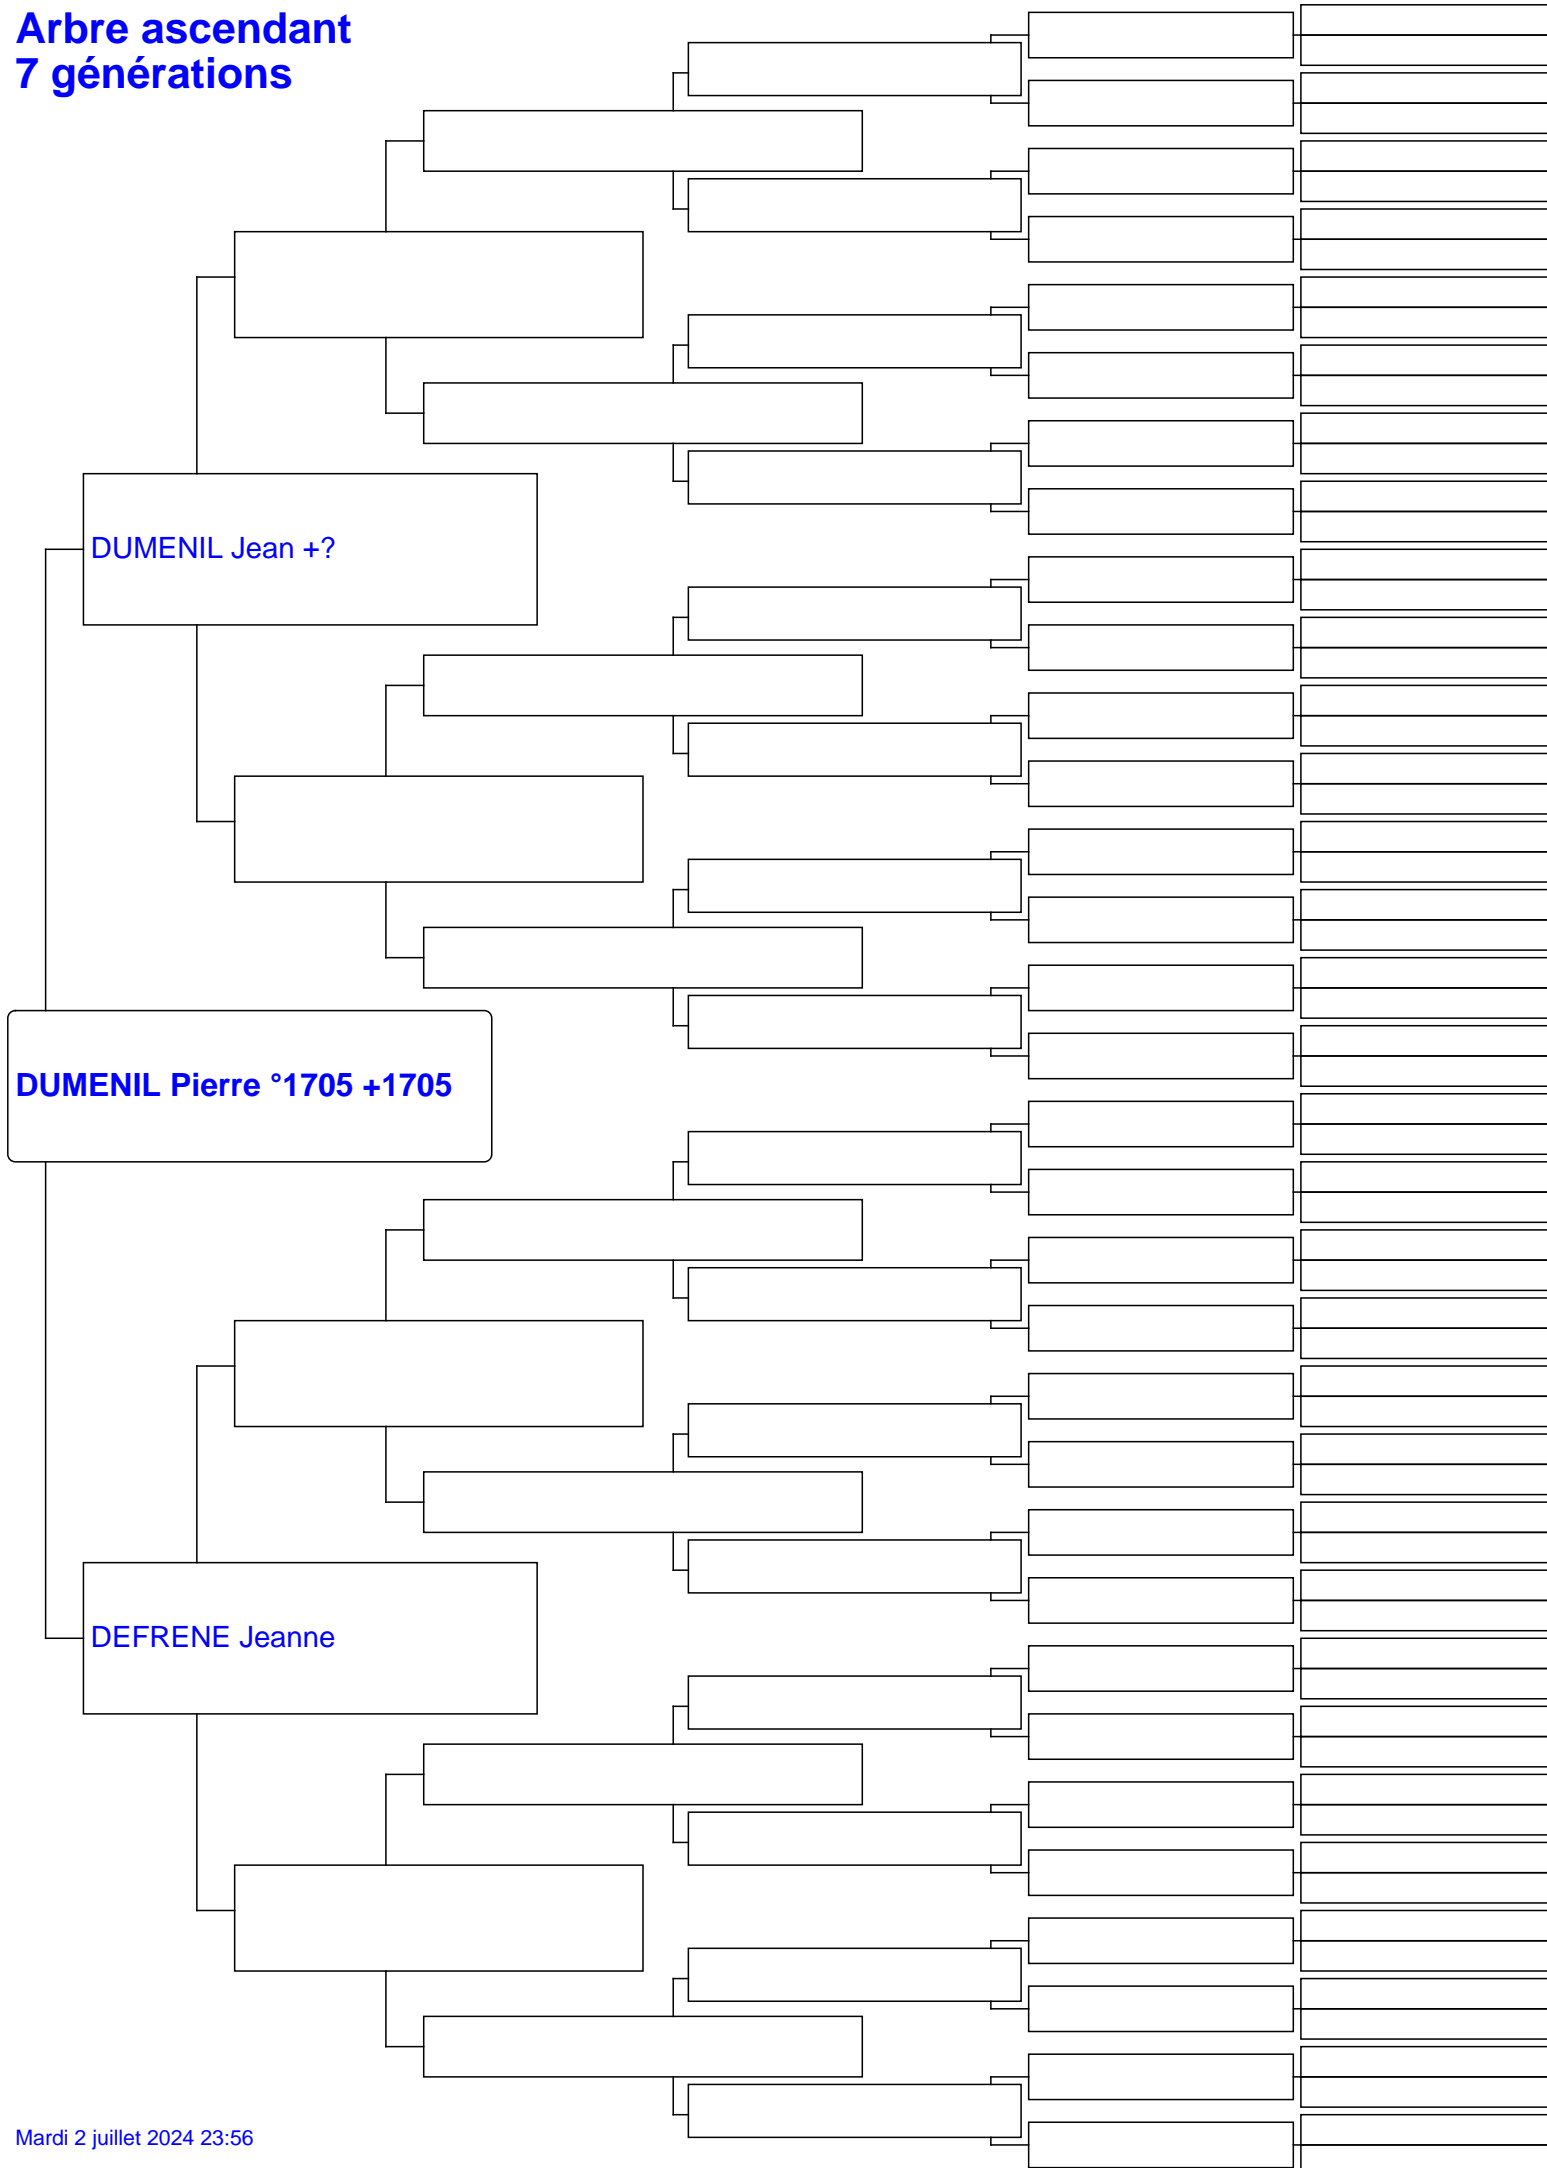 Arbre ascendant
7 générations
DUMENIL Jean +?
DUMENIL Pierre °1705 +1705
DEFRENE Jeanne
Mardi 2 juillet 2024 23:56